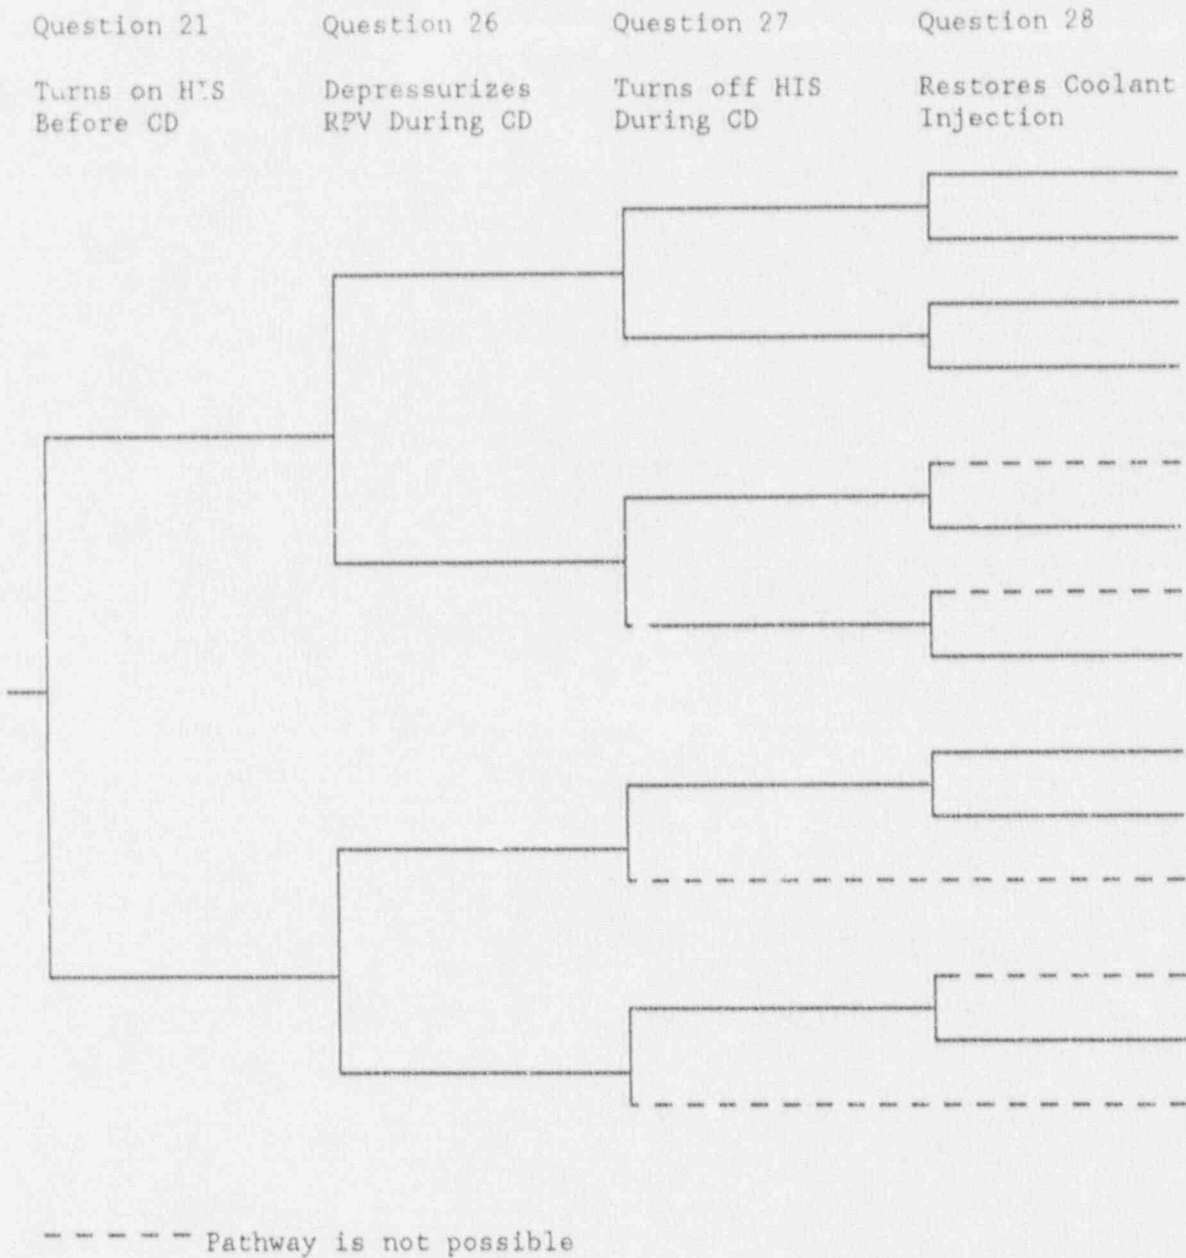 Question 21 Question 26 Question 27 Question 28
Turns on HIS Depressurizes Turns off HIS Restores Coolant
Before CD RPV During CD During CD Injection
Pathway is not possible